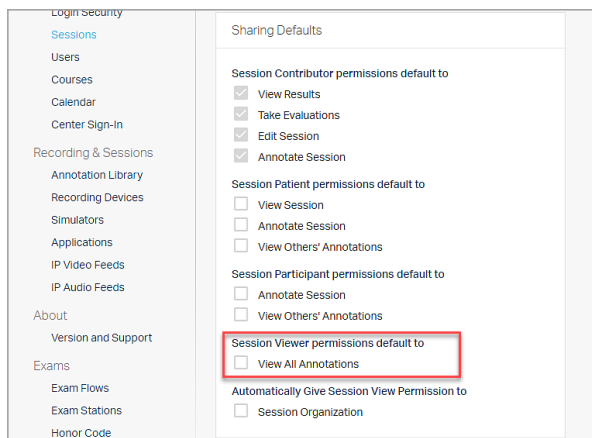 Login Security
Sessions
Users
Courses
Calendar
Center Sign-In
Recording & Sessions
Annotation Library
Recording Devices
Simulators
Applications
IP Video Feeds
IP Audio Feeds
About
Version and Support
Exams
Exam Flows
Exam Stations
Honor Code
Sharing Defaults
Session Contributor permissions default to
View Results
Take Evaluations
Edit Session
Annotate Session
Session Patient permissions default to
View Session
Annotate Session
View Others' Annotations
Session Participant permissions default to
Annotate Session
View Others' Annotations
Session Viewer permissions default to
View All Annotations
Automatically Give Session View Permission to
Session Organization